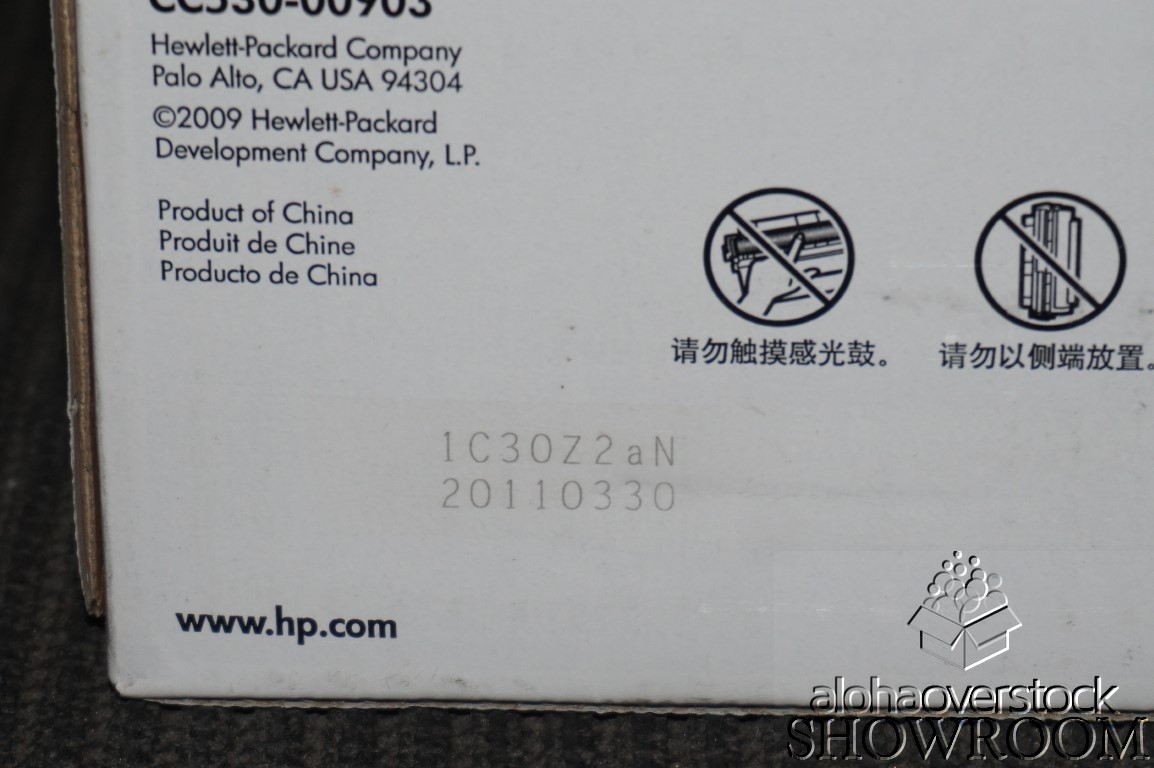 CC530-00903
Hewlett-Packard Company
Palo Alto, CA USA 94304
©2009 Hewlett-Packard
Development Company, L.P.
Product of China
Produit de Chine
Producto de China
请勿触摸感光鼓。
请勿以侧端放置。
1C30Z2aN
20110330
www.hp.com
alohaoverstock
SHOWROOM